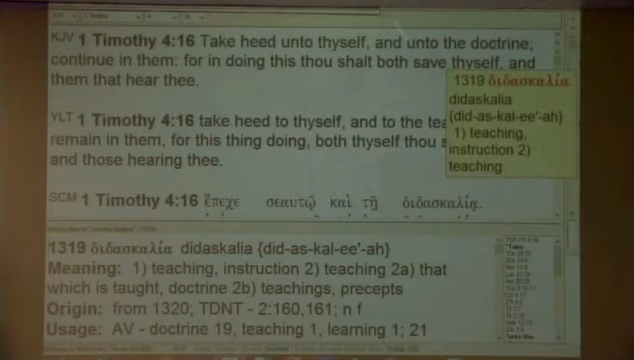 KJV 1 Timothy 4:16 Take heed unto thyself, and unto the doctrine;
continue in them: for in doing this thou shalt both save thyself, and
them that hear thee.
1319 διδασκαλία
didaskalia
{did-as-kal-ee'-ah}
1) teaching,
instruction 2)
teaching
YLT 1 Timothy 4:16 take heed to thyself, and to the tea
remain in them, for this thing doing, both thyself thou s
and those hearing thee.
SCM 1 Timothy 4:16 ἔπεχε σεαυτῷ καὶ τῇ διδασκαλίᾳ.
1319 διδασκαλία didaskalia {did-as-kal-ee'-ah}
Meaning: 1) teaching, instruction 2) teaching 2a) that
which is taught, doctrine 2b) teachings, precepts
Origin: from 1320; TDNT - 2:160,161; n f
Usage: AV - doctrine 19, teaching 1, learning 1; 21